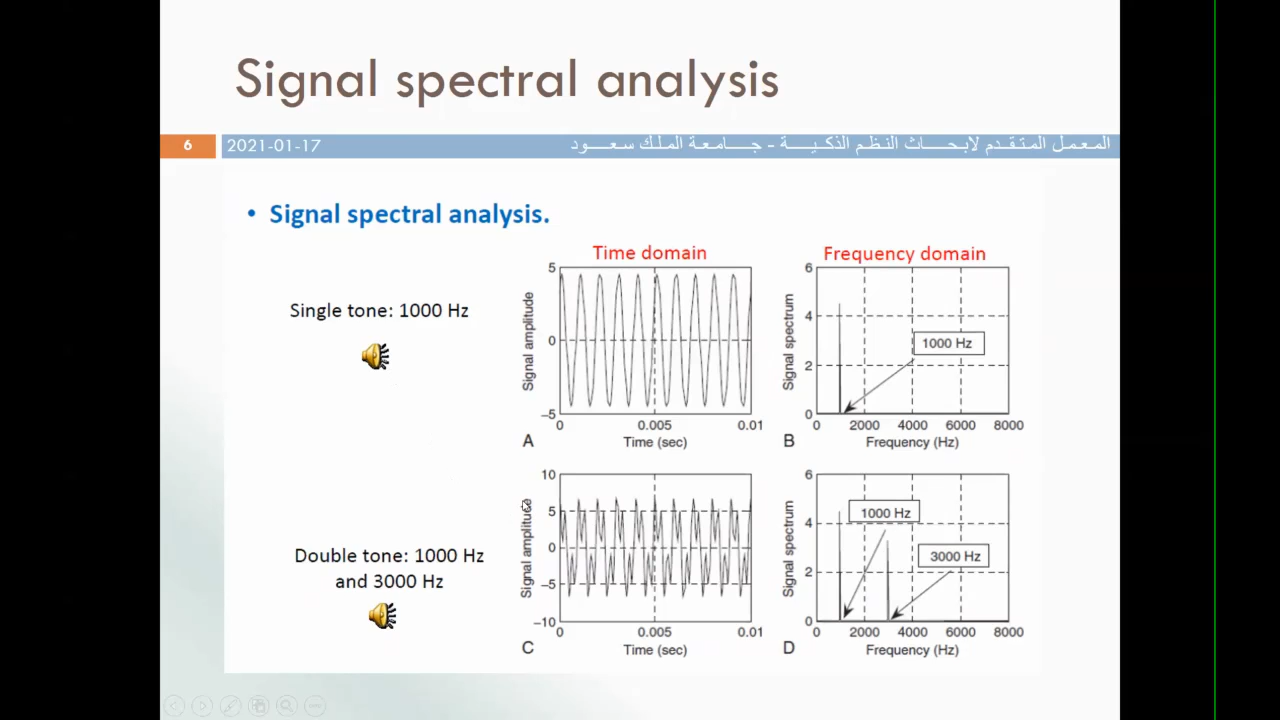 Signal spectral analysis
6
2021-01-17
المعمل المتقدم لابحاث النظم الذكية - جامعة الملك سعود
• Signal spectral analysis.
Time domain
Frequency domain
Single tone: 1000 Hz
5
0
–5
Signal amplitude
0
0.005
0.01
A
Time (sec)
6
4
2
0
Signal spectrum
1000 Hz
0
2000
4000
6000
8000
B
Frequency (Hz)
Double tone: 1000 Hz
and 3000 Hz
10
5
0
–5
–10
Signal amplitude
0
0.005
0.01
C
Time (sec)
6
4
2
0
Signal spectrum
1000 Hz
3000 Hz
0
2000
4000
6000
8000
D
Frequency (Hz)